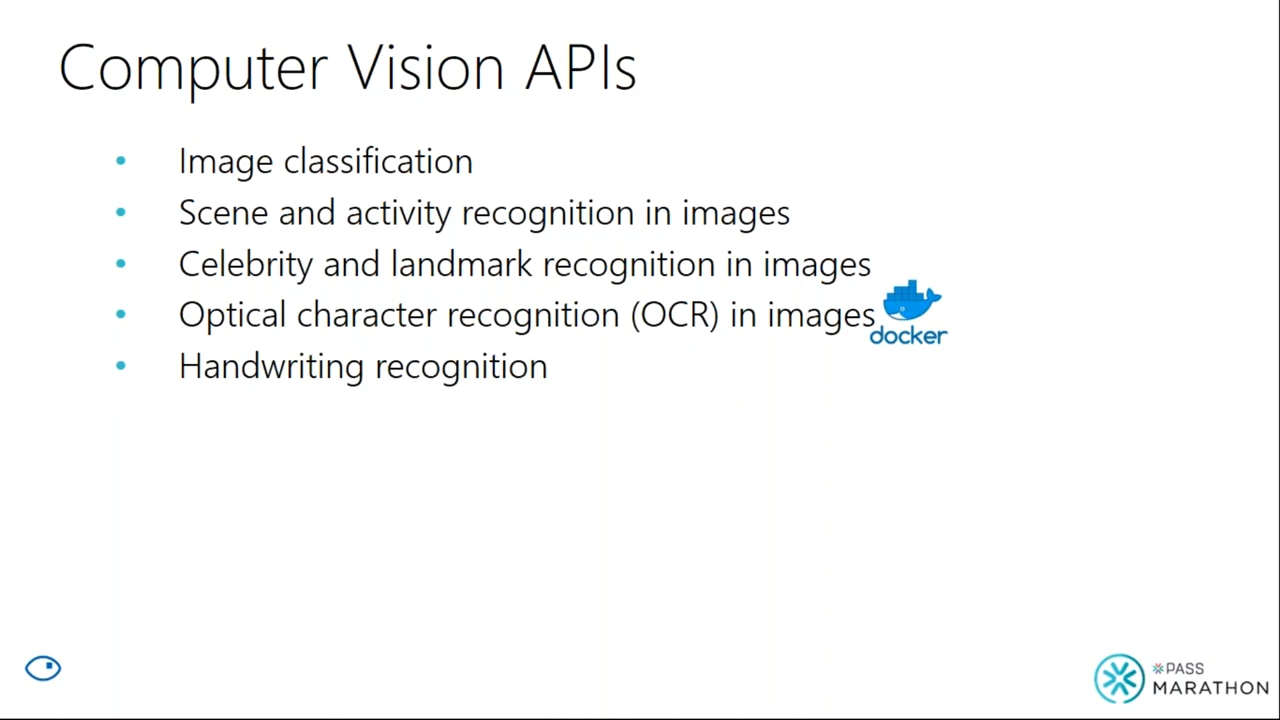 Computer Vision APIs
• Image classification
• Scene and activity recognition in images
• Celebrity and landmark recognition in images
• Optical character recognition (OCR) in images
docker
• Handwriting recognition
PASS
MARATHON